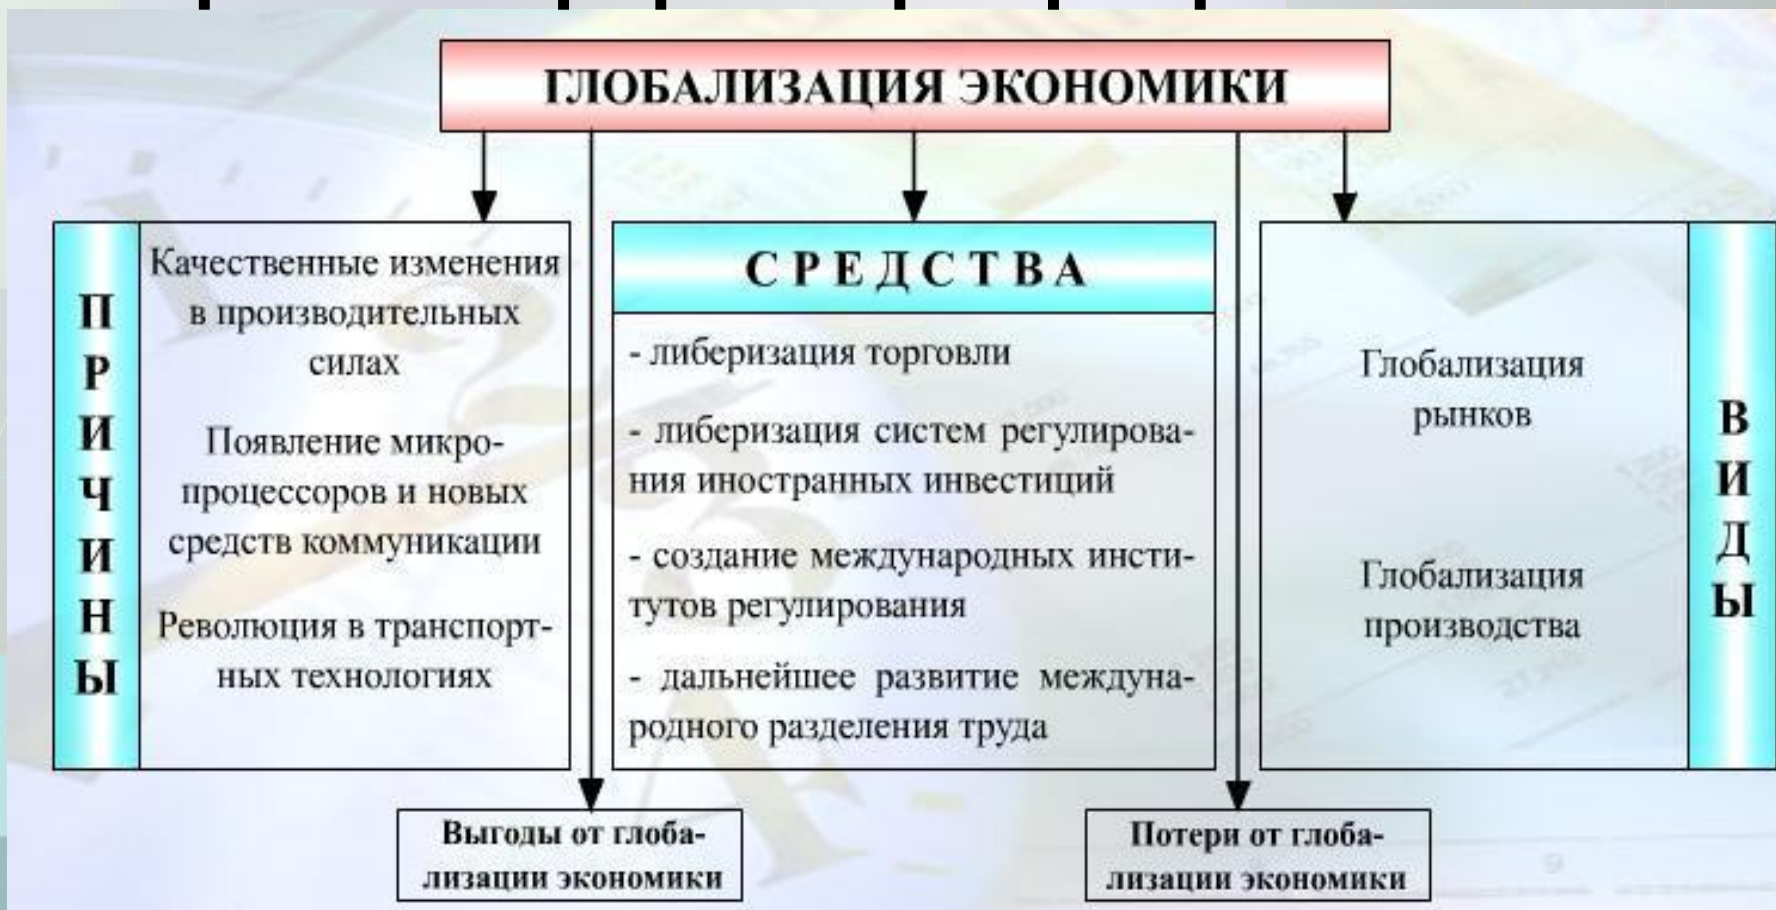 ГЛОБАЛИЗАЦИЯ ЭКОНОМИКИ
ПРИЧИНЫ
Качественные изменения
в производительных
силах
Появление микро-
процессоров и новых
средств коммуникации
Революция в транспорт-
ных технологиях
СРЕДСТВА
- либеризация торговли
- либеризация систем регулирова-
ния иностранных инвестиций
- создание международных инсти-
тутов регулирования
- дальнейшее развитие междуна-
родного разделения труда
Глобализация
рынков
Глобализация
производства
ВИДЫ
Выгоды от глоба-
лизации экономики
Потери от глоба-
лизации экономики